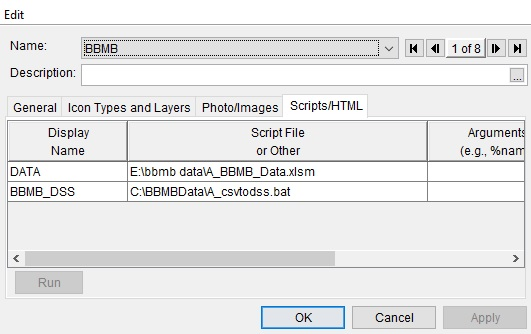 Edit
Name: BBMB 1 of 8
Description: ...
General Icon Types and Layers Photo/Images Scripts/HTML
Display Script File Arguments
Name or Other (e.g., %nam
DATA E:\bbmb data\A_BBMB_Data.xlsm
BBMB_DSS C:\BBMBData\A_csvtodss.bat
Run
OK Cancel Apply